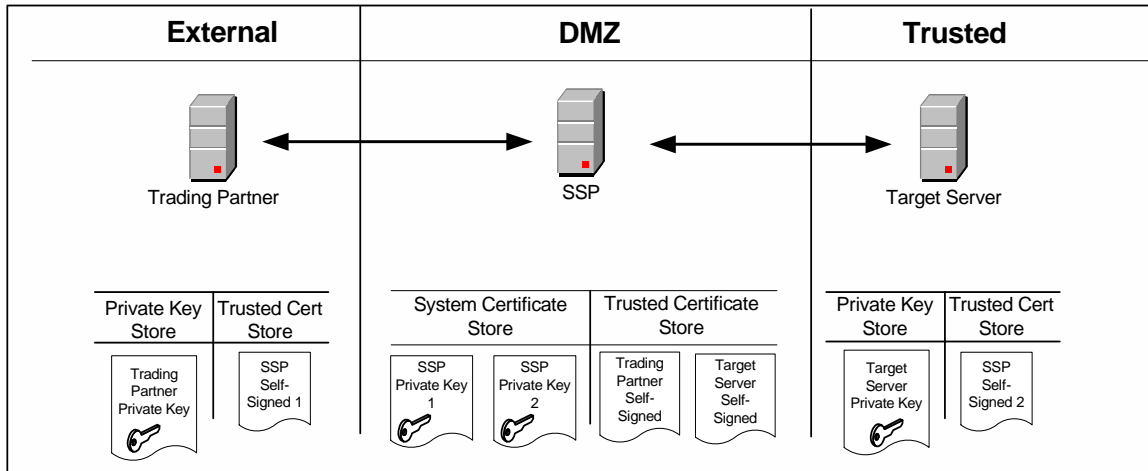 External
DMZ
Trusted
Trading Partner
SSP
Target Server
Private Key
Store
Trusted Cert
Store
System Certificate
Store
Trusted Certificate
Store
Private Key
Store
Trusted Cert
Store
Trading
Partner
Private Key
SSP
Self-
Signed 1
SSP
Private Key
1
SSP
Private Key
2
Trading
Partner
Self-
Signed
Target
Server
Self-
Signed
Target
Server
Private Key
SSP
Self-
Signed 2